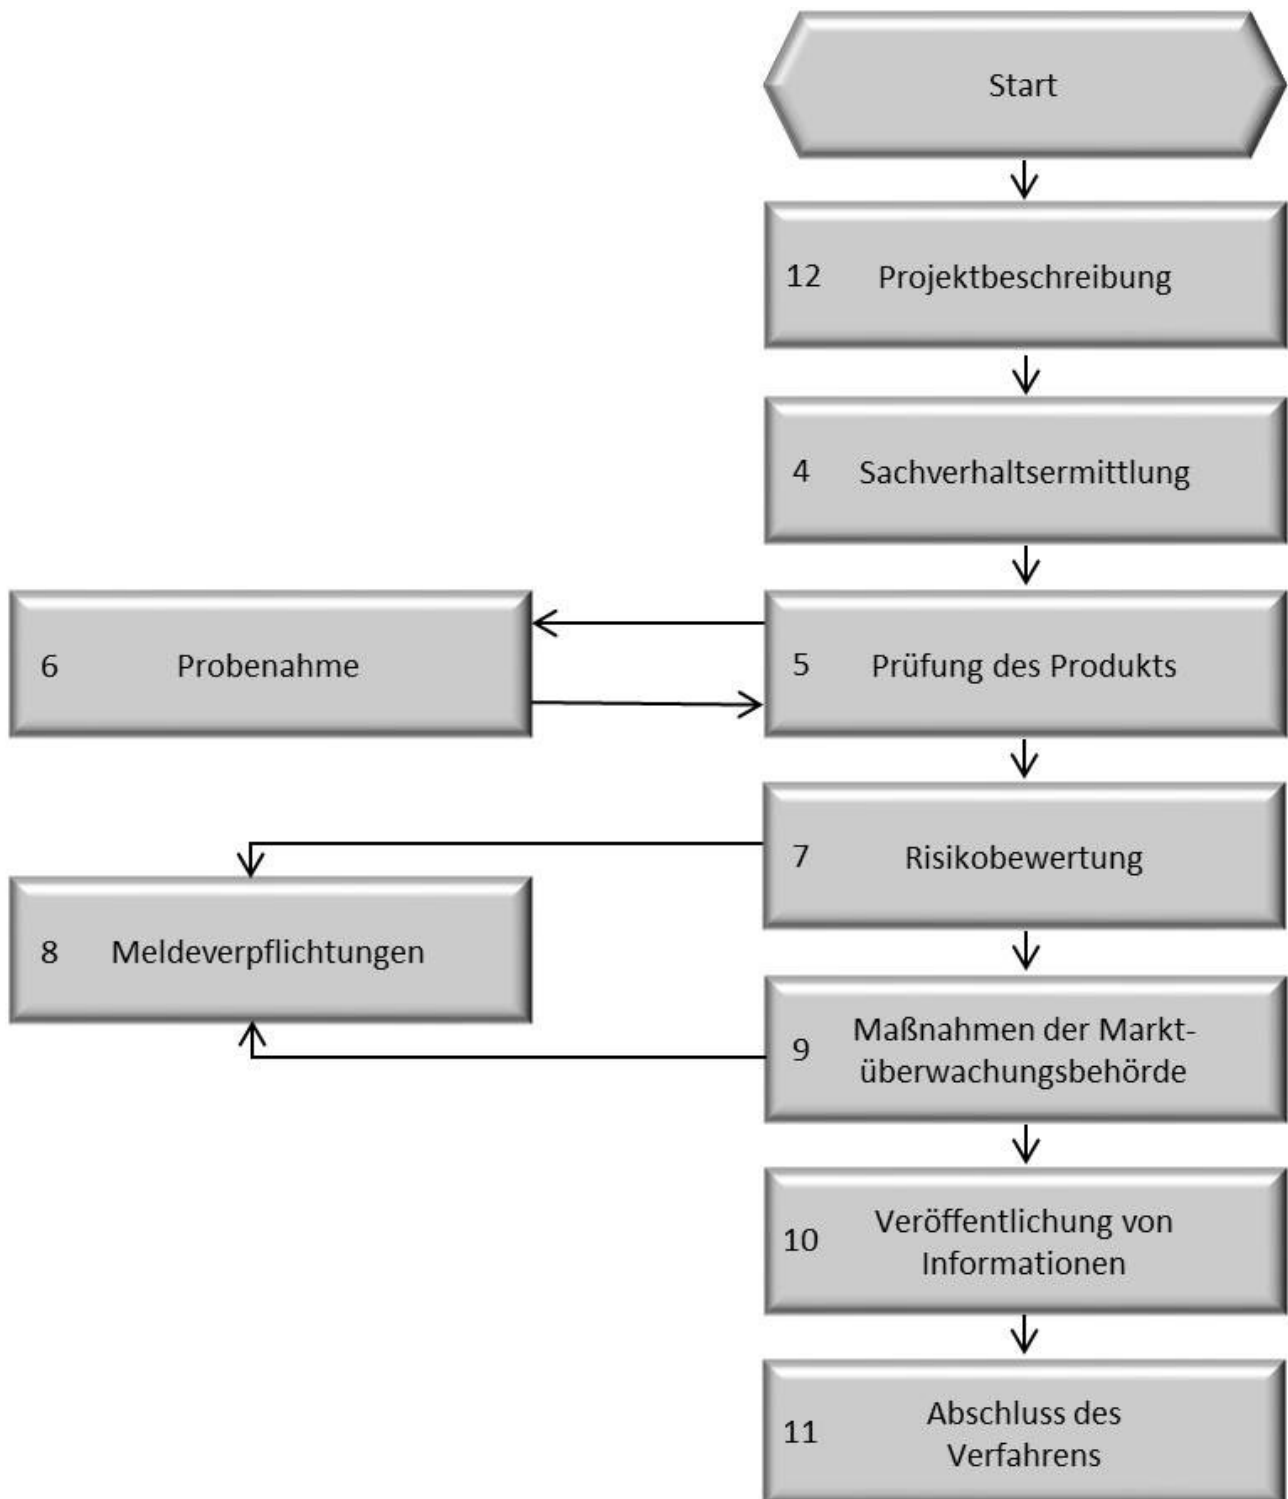 Start
12 Projektbeschreibung
4 Sachverhaltsermittlung
6 Probenahme
5 Prüfung des Produkts
7 Risikobewertung
8 Meldeverpflichtungen
9 Maßnahmen der Markt-
überwachungsbehörde
10 Veröffentlichung von
Informationen
11 Abschluss des
Verfahrens